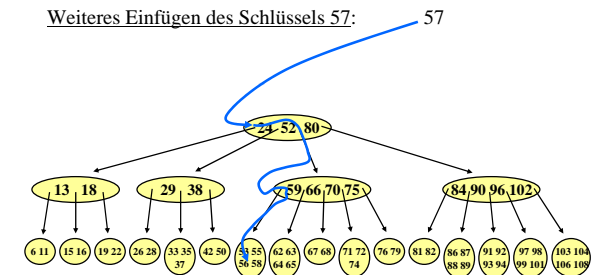 Weiteres Einfügen des Schlüssels 57: 57
24 52 80
13 18 29 38 59 66 70 75 84 90 96 102
6 11 15 16 19 22 26 28 33 35 37 42 50 53 55 56 58 62 63 64 65 67 68 71 72 74 76 79 81 82 86 87 88 89 91 92 93 94 97 98 99 101 103 104 106 108